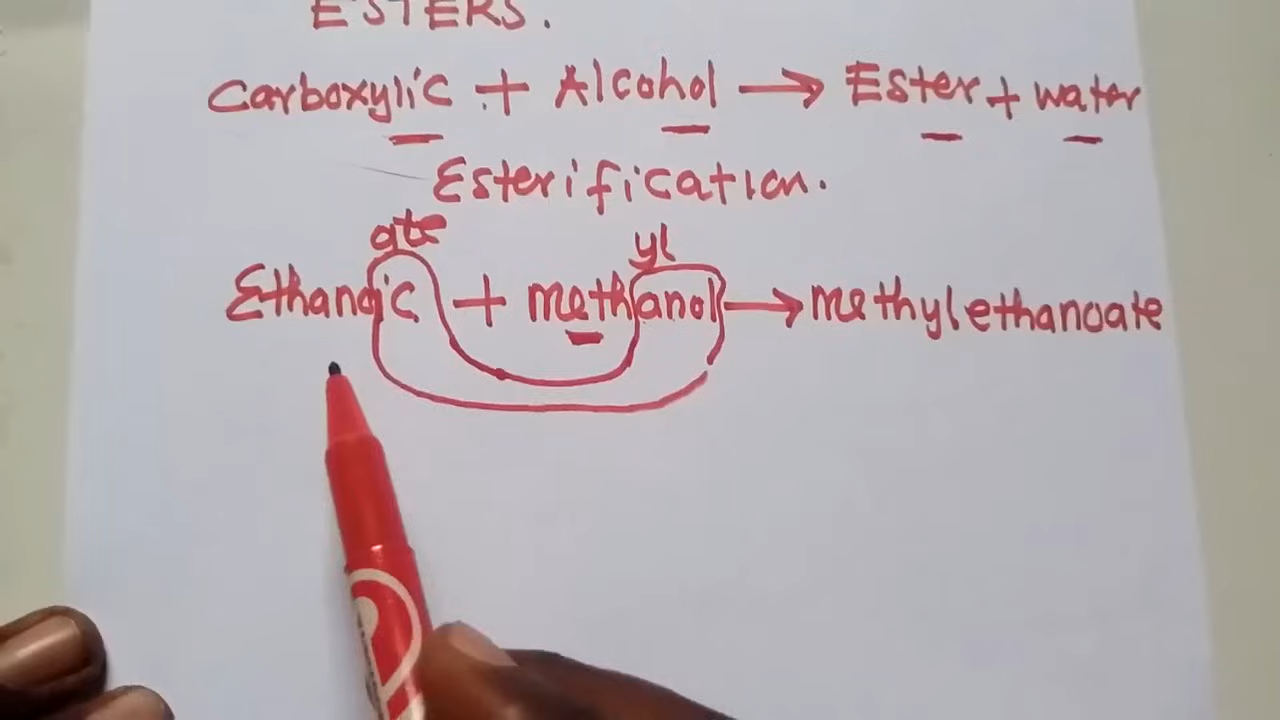 ESTERS.
Carboxylic + Alcohol → Ester + water
Esterification.
ate yl
Ethanoic + methanol → methylethanoate